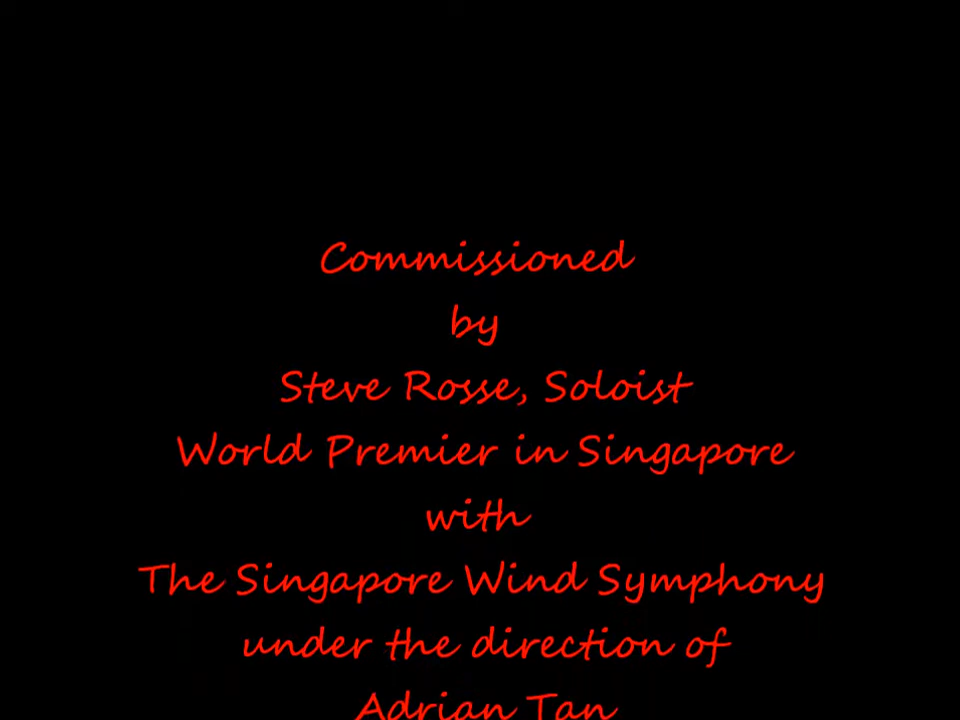 Commissioned
by
Steve Rosse, Soloist
World Premier in Singapore
with
The Singapore Wind Symphony
under the direction of
Adrian Tan